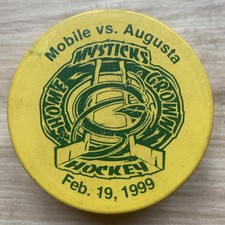 Mobile vs. Augusta
MYSTICKS
HOME GROWN
HOCKEY
Feb. 19, 1999